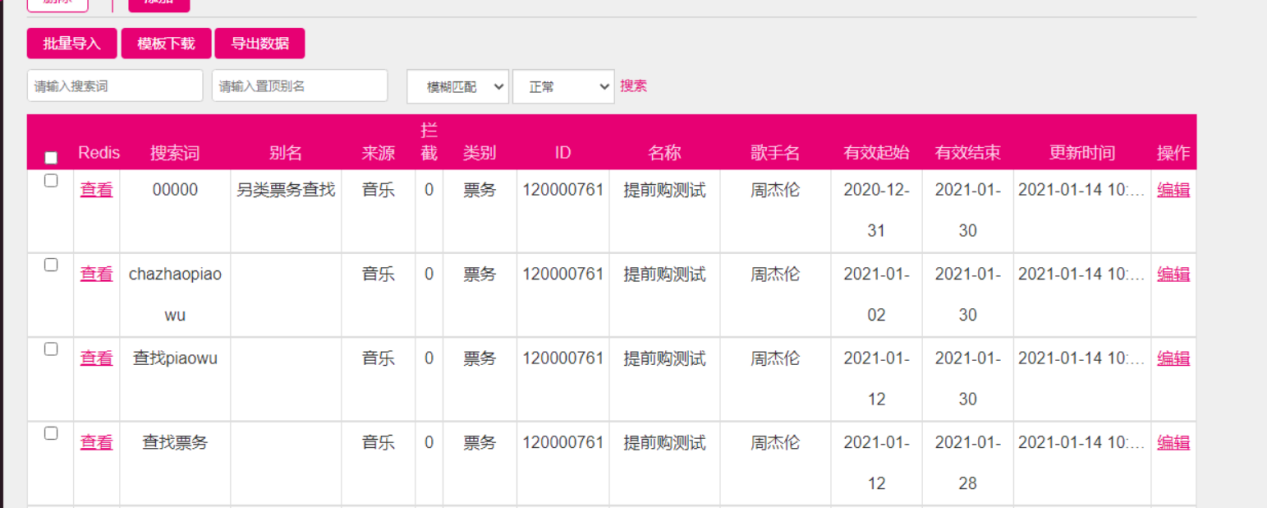 删除 | 添加
批量导入 模板下载 导出数据
请输入搜索词 请输入置顶别名 模糊匹配 正常 搜索
Redis 搜索词 别名 来源 拦截 类别 ID 名称 歌手名 有效起始 有效结束 更新时间 操作
查看 00000 另类票务查找 音乐 0 票务 120000761 提前购测试 周杰伦 2020-12-31 2021-01-30 2021-01-14 10:... 编辑
查看 chazhaopiaowu 音乐 0 票务 120000761 提前购测试 周杰伦 2021-01-02 2021-01-30 2021-01-14 10:... 编辑
查看 查找piaowu 音乐 0 票务 120000761 提前购测试 周杰伦 2021-01-12 2021-01-30 2021-01-14 10:... 编辑
查看 查找票务 音乐 0 票务 120000761 提前购测试 周杰伦 2021-01-12 2021-01-28 2021-01-14 10:... 编辑